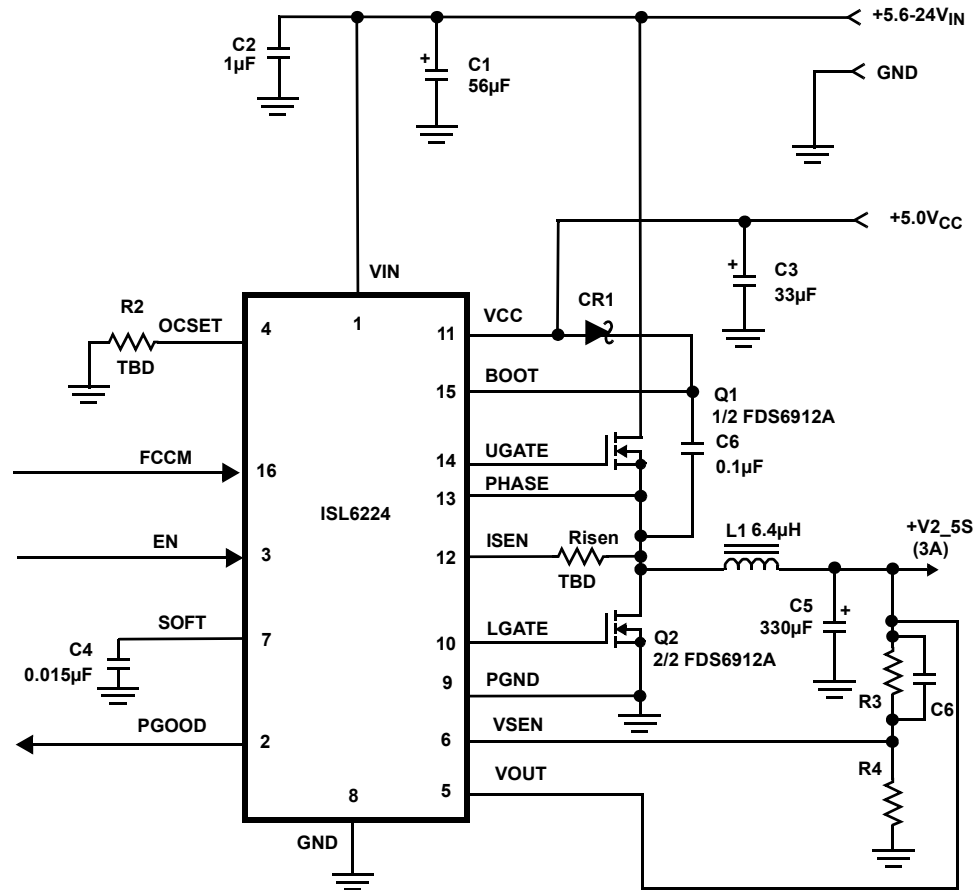 +5.6-24VIN
C2
1µF
C1
56µF
GND
+5.0VCC
C3
33µF
VIN
R2
OCSET
TBD
4
1
VCC
11
CR1
BOOT
15
Q1
1/2 FDS6912A
C6
0.1µF
UGATE
14
PHASE
13
FCCM
16
ISL6224
ISEN
12
Risen
TBD
L1 6.4µH
+V2_5S
(3A)
EN
3
C5
330µF
SOFT
7
C4
0.015µF
LGATE
10
Q2
2/2 FDS6912A
PGND
9
R3
C6
PGOOD
2
VSEN
6
R4
VOUT
5
8
GND